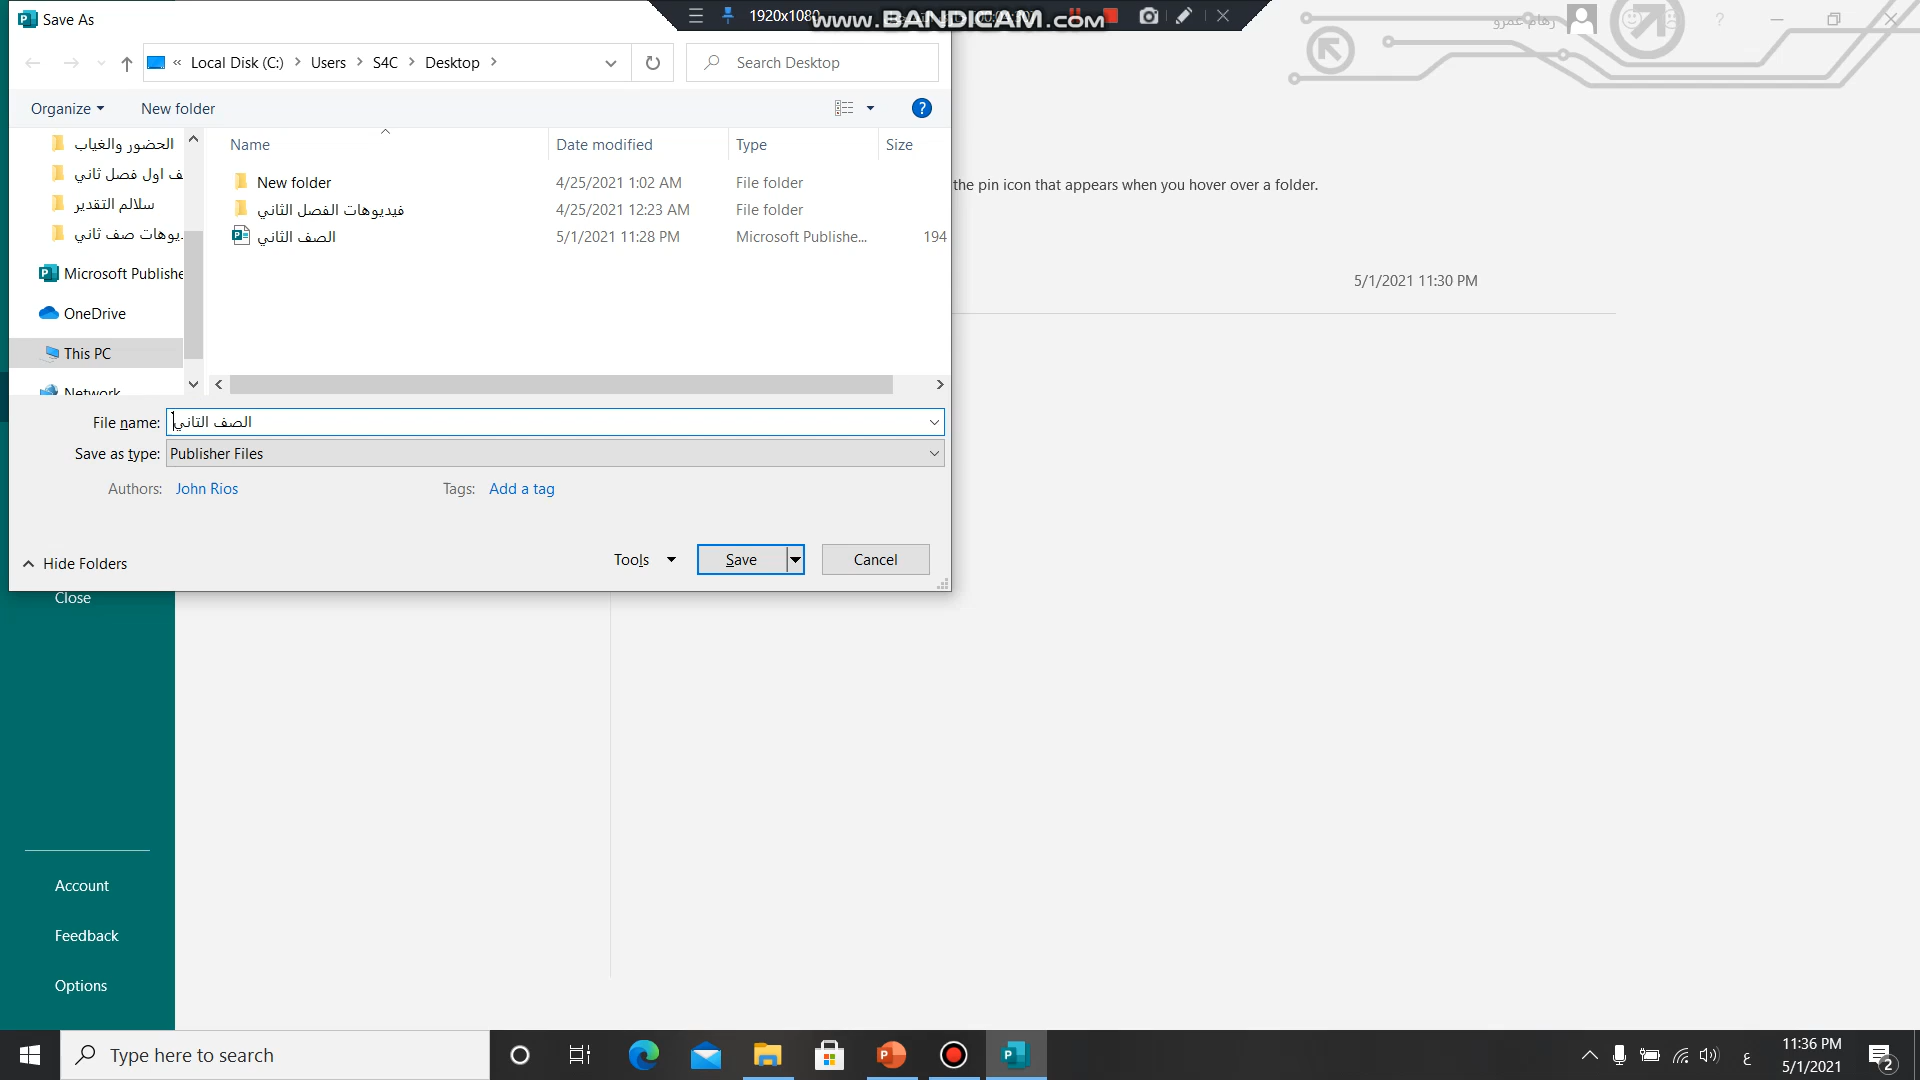 Save As
1920x1080
www.BANDICAM.com
رهام عمرو
« Local Disk (C:) > Users > S4C > Desktop >
Search Desktop
Organize
New folder
Name
Date modified
Type
Size
الحضور والغياب
ف اول فصل ثاني
سلالم التقدير
يوهات صف ثاني
New folder 4/25/2021 1:02 AM File folder
فيديوهات الفصل الثاني 4/25/2021 12:23 AM File folder
الصف الثاني 5/1/2021 11:28 PM Microsoft Publishe... 194
the pin icon that appears when you hover over a folder.
5/1/2021 11:30 PM
Microsoft Publishe
OneDrive
This PC
Network
File name: الصف الثاني
Save as type: Publisher Files
Authors: John Rios
Tags: Add a tag
Hide Folders
Tools
Save
Cancel
Close
Account
Feedback
Options
Type here to search
ع
11:36 PM
5/1/2021
2